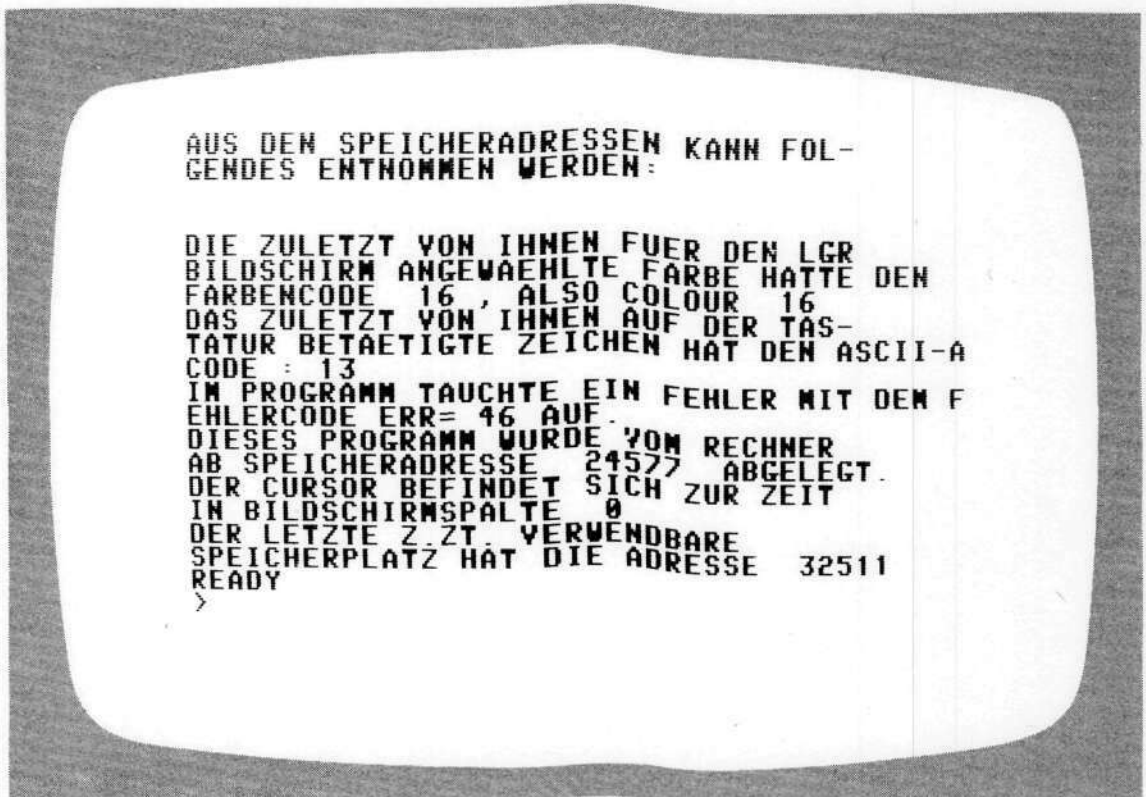 AUS DEN SPEICHERADRESSEN KANN FOL-
GENDES ENTNOMMEN WERDEN:
DIE ZULETZT VON IHNEN FUER DEN LGR
BILDSCHIRM ANGEWAEHLTE FARBE HATTE DEN
FARBENCODE  16 , ALSO COLOUR  16
DAS ZULETZT VON IHNEN AUF DER TAS-
TATUR BETAETIGTE ZEICHEN HAT DEN ASCII-A
CODE : 13
IM PROGRAMM TAUCHTE EIN FEHLER MIT DEM F
EHLERCODE ERR= 46 AUF.
DIESES PROGRAMM WURDE VOM RECHNER
AB SPEICHERADRESSE  24577  ABGELEGT.
DER CURSOR BEFINDET SICH ZUR ZEIT
IN BILDSCHIRMSPALTE  0
DER LETZTE Z.ZT. VERWENDBARE
SPEICHERPLATZ HAT DIE ADRESSE  32511
READY
>